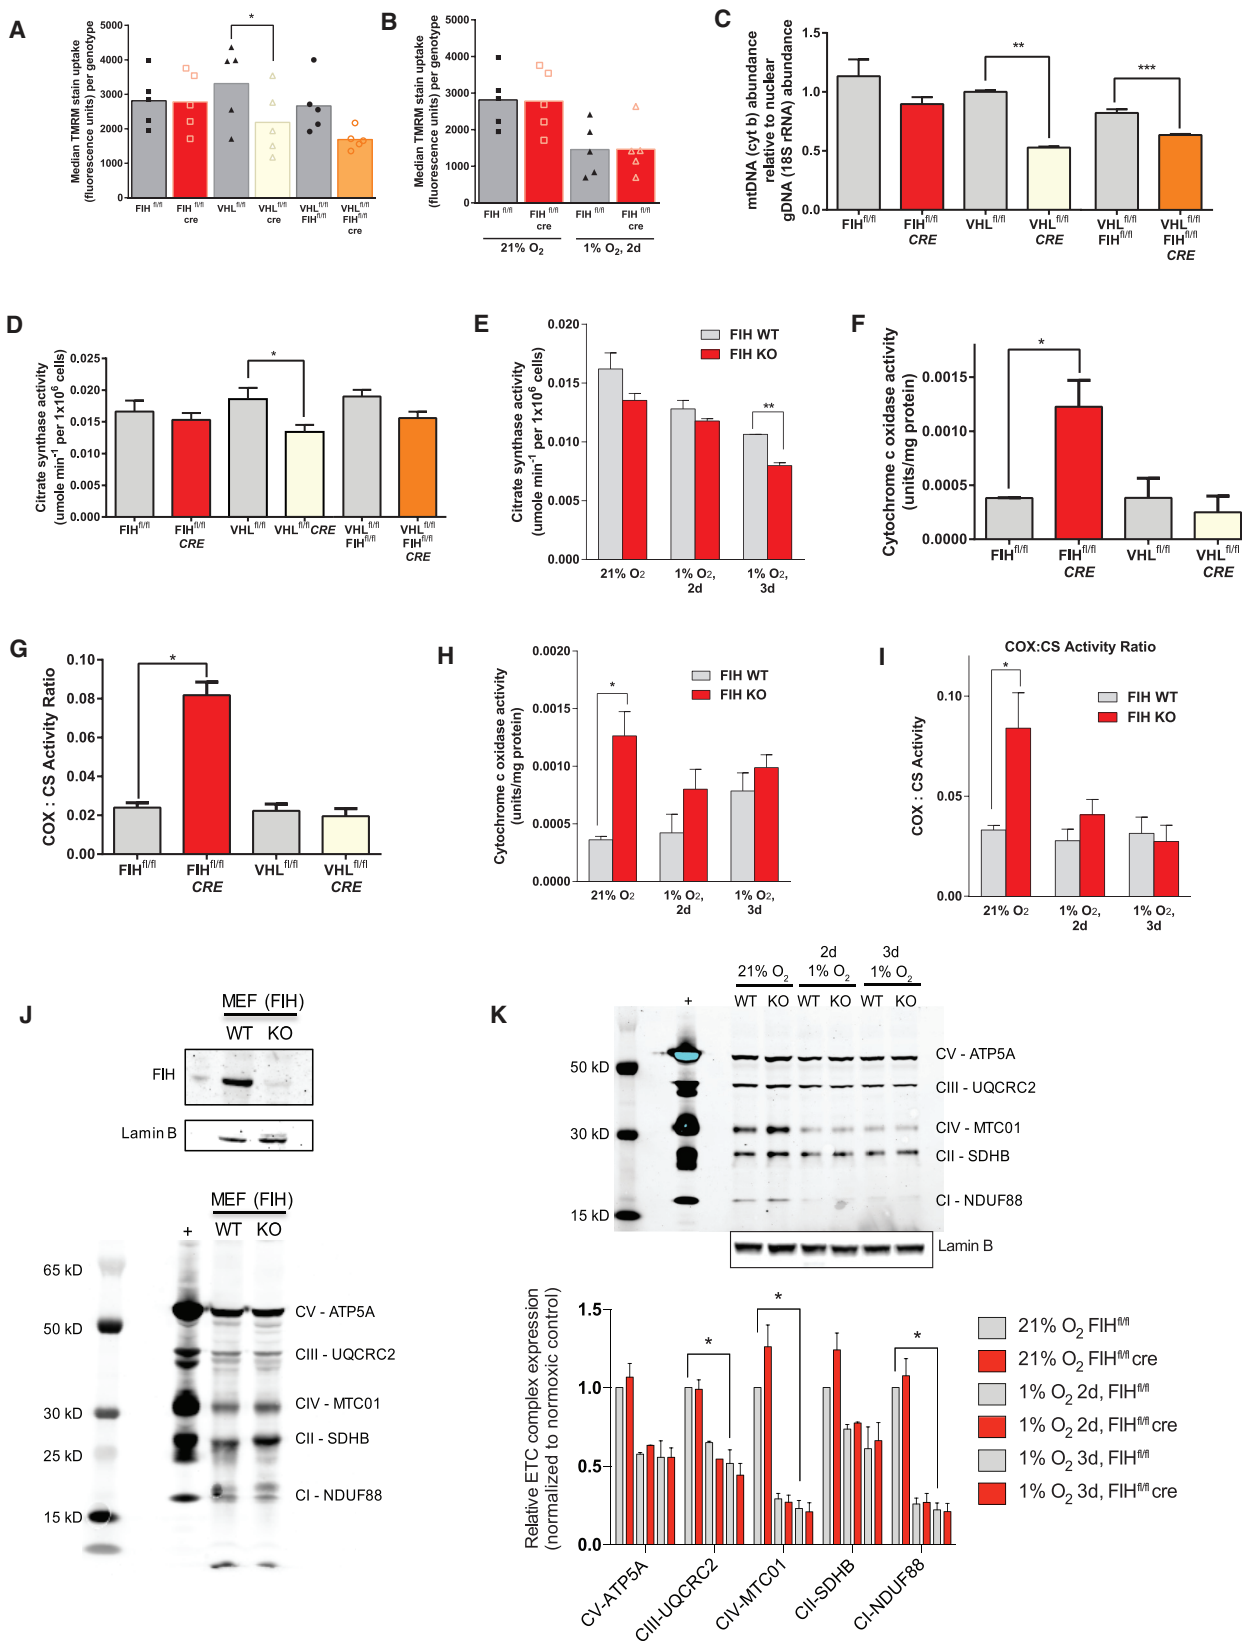 A
Median TMRM stain uptake
(fluorescence units) per genotype
5000
4000
3000
2000
1000
0
*
FIH fl/fl
FIH fl/fl
cre
VHL fl/fl
VHL fl/fl
cre
VHL fl/fl
FIH fl/fl
VHL fl/fl
FIH fl/fl
cre
B
Median TMRM stain uptake
(fluorescence units) per genotype
5000
4000
3000
2000
1000
0
FIH fl/fl
FIH fl/fl
cre
FIH fl/fl
FIH fl/fl
cre
21% O2
1% O2, 2d
C
mtDNA (cyt b) abundance
relative to nuclear
gDNA (18S rRNA) abundance
1.5
1.0
0.5
0.0
**
***
FIH fl/fl
FIH fl/fl
CRE
VHL fl/fl
VHL fl/fl
CRE
VHL fl/fl
FIH fl/fl
VHL fl/fl
FIH fl/fl
CRE
D
Citrate synthase activity
(umole min-1 per 1x10^6 cells)
0.025
0.020
0.015
0.010
0.005
0.000
*
FIH fl/fl
FIH fl/fl
CRE
VHL fl/fl
VHL fl/fl CRE
VHL fl/fl
FIH fl/fl
VHL fl/fl
FIH fl/fl
CRE
E
Citrate synthase activity
(umole min-1 per 1x10^6 cells)
0.020
0.015
0.010
0.005
0.000
FIH WT
FIH KO
**
21% O2
1% O2,
2d
1% O2,
3d
F
Cytochrome c oxidase activity
(units/mg protein)
0.0015
0.0010
0.0005
0.0000
*
FIH fl/fl
FIH fl/fl
CRE
VHL fl/fl
VHL fl/fl
CRE
G
COX : CS Activity Ratio
0.10
0.08
0.06
0.04
0.02
0.00
*
FIH fl/fl
FIH fl/fl
CRE
VHL fl/fl
VHL fl/fl
CRE
H
Cytochrome c oxidase activity
(units/mg protein)
0.0020
0.0015
0.0010
0.0005
0.0000
FIH WT
FIH KO
*
21% O2
1% O2,
2d
1% O2,
3d
I
COX:CS Activity Ratio
COX : CS Activity
0.10
0.05
0.00
FIH WT
FIH KO
*
21% O2
1% O2,
2d
1% O2,
3d
J
MEF (FIH)
WT KO
FIH
Lamin B
MEF (FIH)
+ WT KO
65 kD
50 kD
30 kD
25 kD
15 kD
CV - ATP5A
CIII - UQCRC2
CIV - MTC01
CII - SDHB
CI - NDUF88
K
21% O2
2d
1% O2
3d
1% O2
+ WT KO WT KO WT KO
50 kD
30 kD
15 kD
CV - ATP5A
CIII - UQCRC2
CIV - MTC01
CII - SDHB
CI - NDUF88
Lamin B
Relative ETC complex expression
(normalized to normoxic control)
1.5
1.0
0.5
0.0
*
*
*
CV-ATP5A
CIII-UQCRC2
CIV-MTC01
CII-SDHB
CI-NDUF88
21% O2 FIH fl/fl
21% O2 FIH fl/fl cre
1% O2 2d, FIH fl/fl
1% O2 2d, FIH fl/fl cre
1% O2 3d, FIH fl/fl
1% O2 3d, FIH fl/fl cre